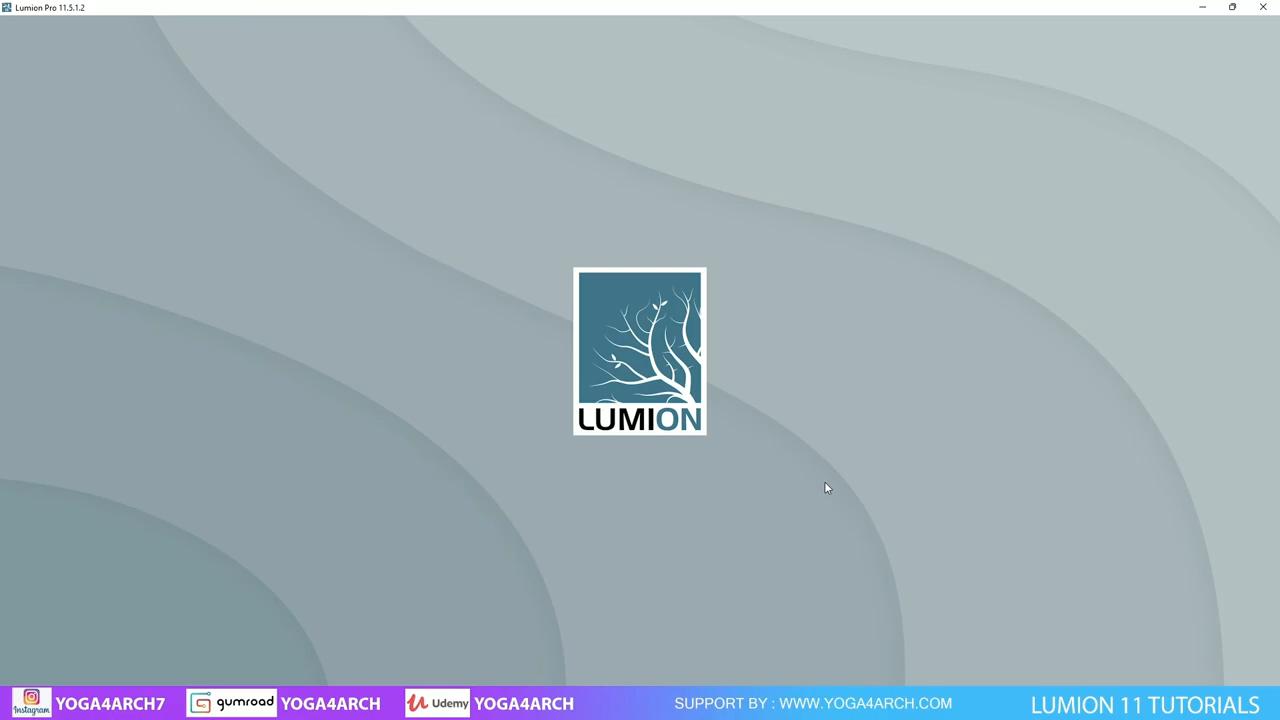 Lumion Pro 11.5.1.2
LUMION
Instagram YOGA4ARCH7 gumroad YOGA4ARCH Udemy YOGA4ARCH SUPPORT BY : WWW.YOGA4ARCH.COM LUMION 11 TUTORIALS